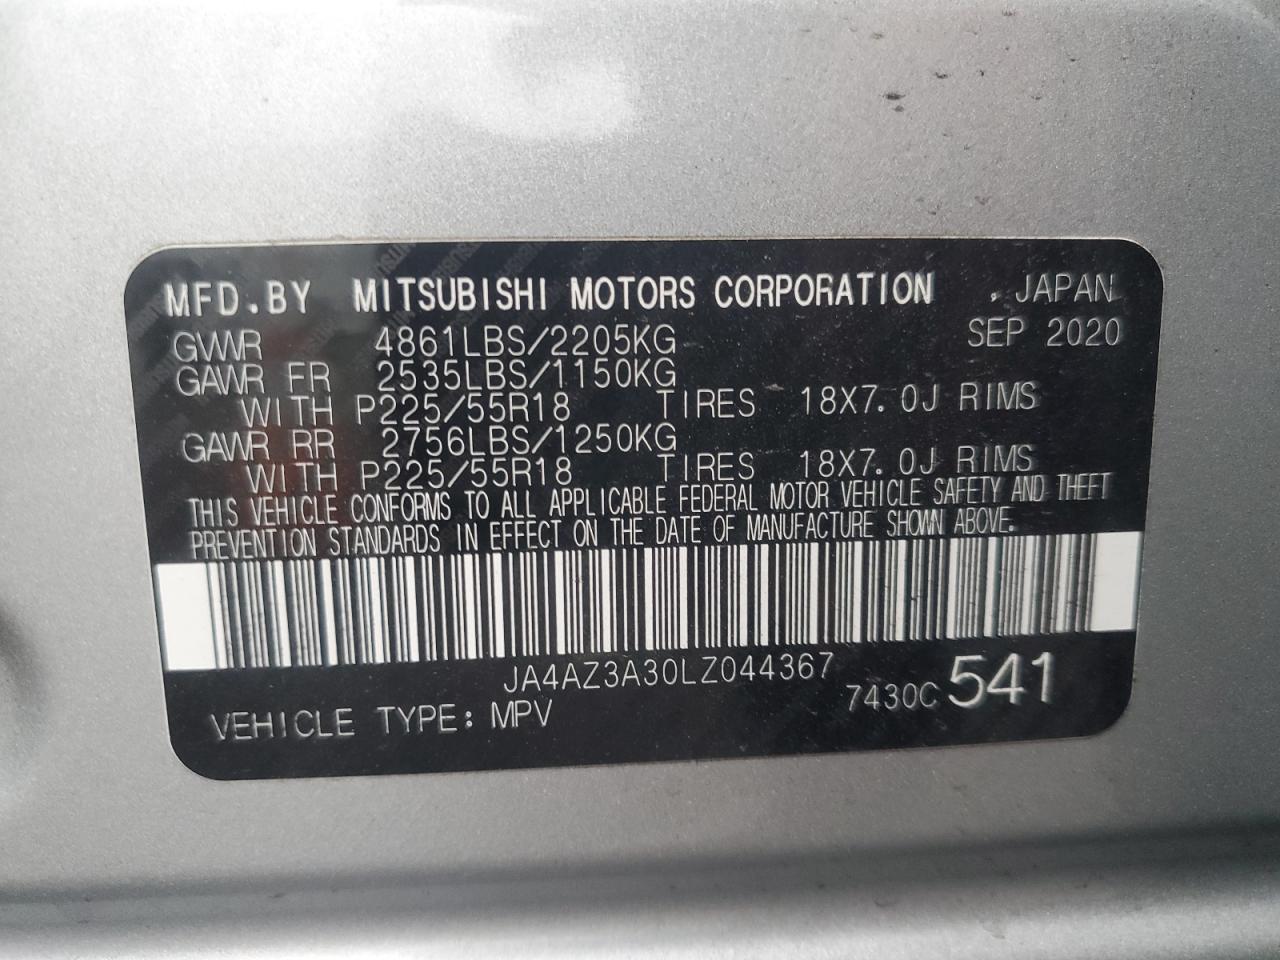 MFD.BY MITSUBISHI MOTORS CORPORATION . JAPAN
GVWR 4861LBS/2205KG SEP 2020
GAWR FR 2535LBS/1150KG
WITH P225/55R18 TIRES 18X7.0J RIMS
GAWR RR 2756LBS/1250KG
WITH P225/55R18 TIRES 18X7.0J RIMS
THIS VEHICLE CONFORMS TO ALL APPLICABLE FEDERAL MOTOR VEHICLE SAFETY AND THEFT
PREVENTION STANDARDS IN EFFECT ON THE DATE OF MANUFACTURE SHOWN ABOVE.
JA4AZ3A30LZ044367
7430C 541
VEHICLE TYPE: MPV